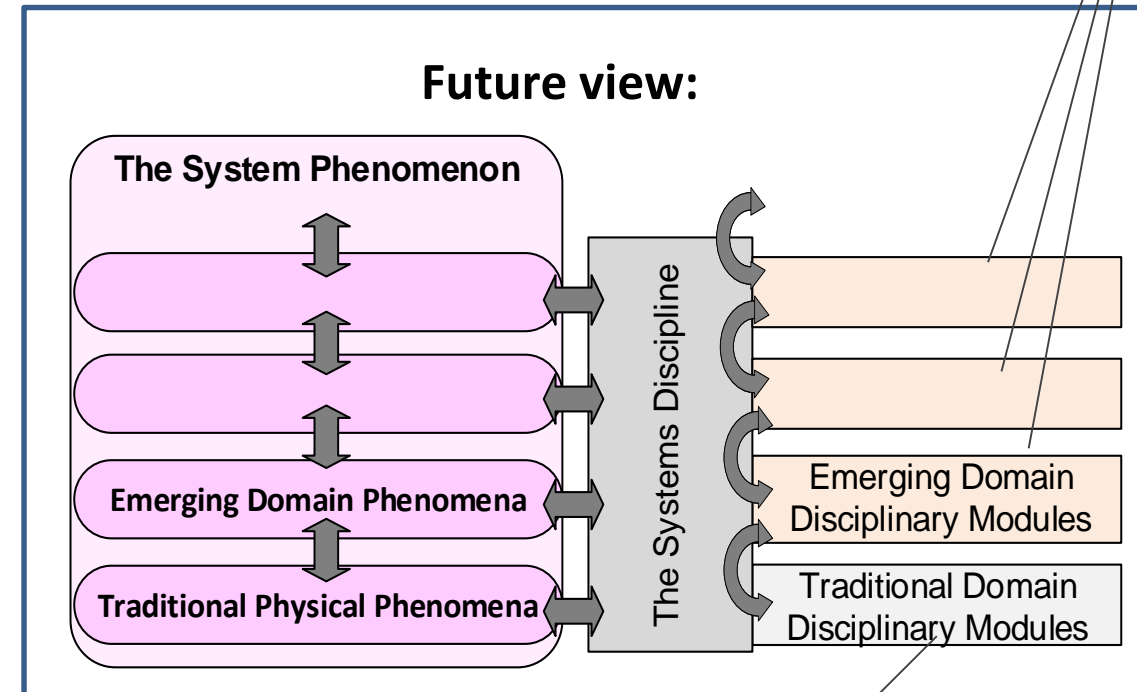 Future view:
The System Phenomenon
Emerging Domain Phenomena
Traditional Physical Phenomena
The Systems Discipline
Emerging Domain
Disciplinary Modules
Traditional Domain
Disciplinary Modules